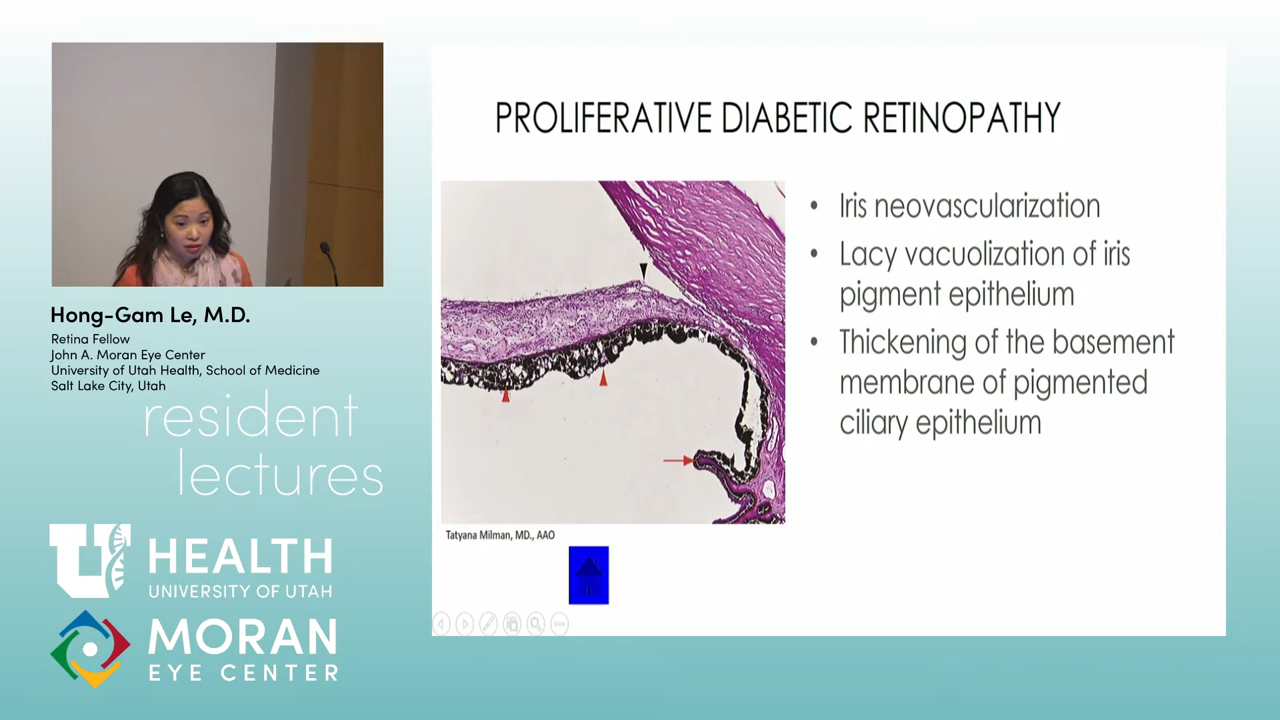 PROLIFERATIVE DIABETIC RETINOPATHY
• Iris neovascularization
• Lacy vacuolization of iris
pigment epithelium
• Thickening of the basement
membrane of pigmented
ciliary epithelium
Tatyana Milman, MD., AAO
Hong-Gam Le, M.D.
Retina Fellow
John A. Moran Eye Center
University of Utah Health, School of Medicine
Salt Lake City, Utah
resident
lectures
U HEALTH
UNIVERSITY OF UTAH
MORAN
EYE CENTER